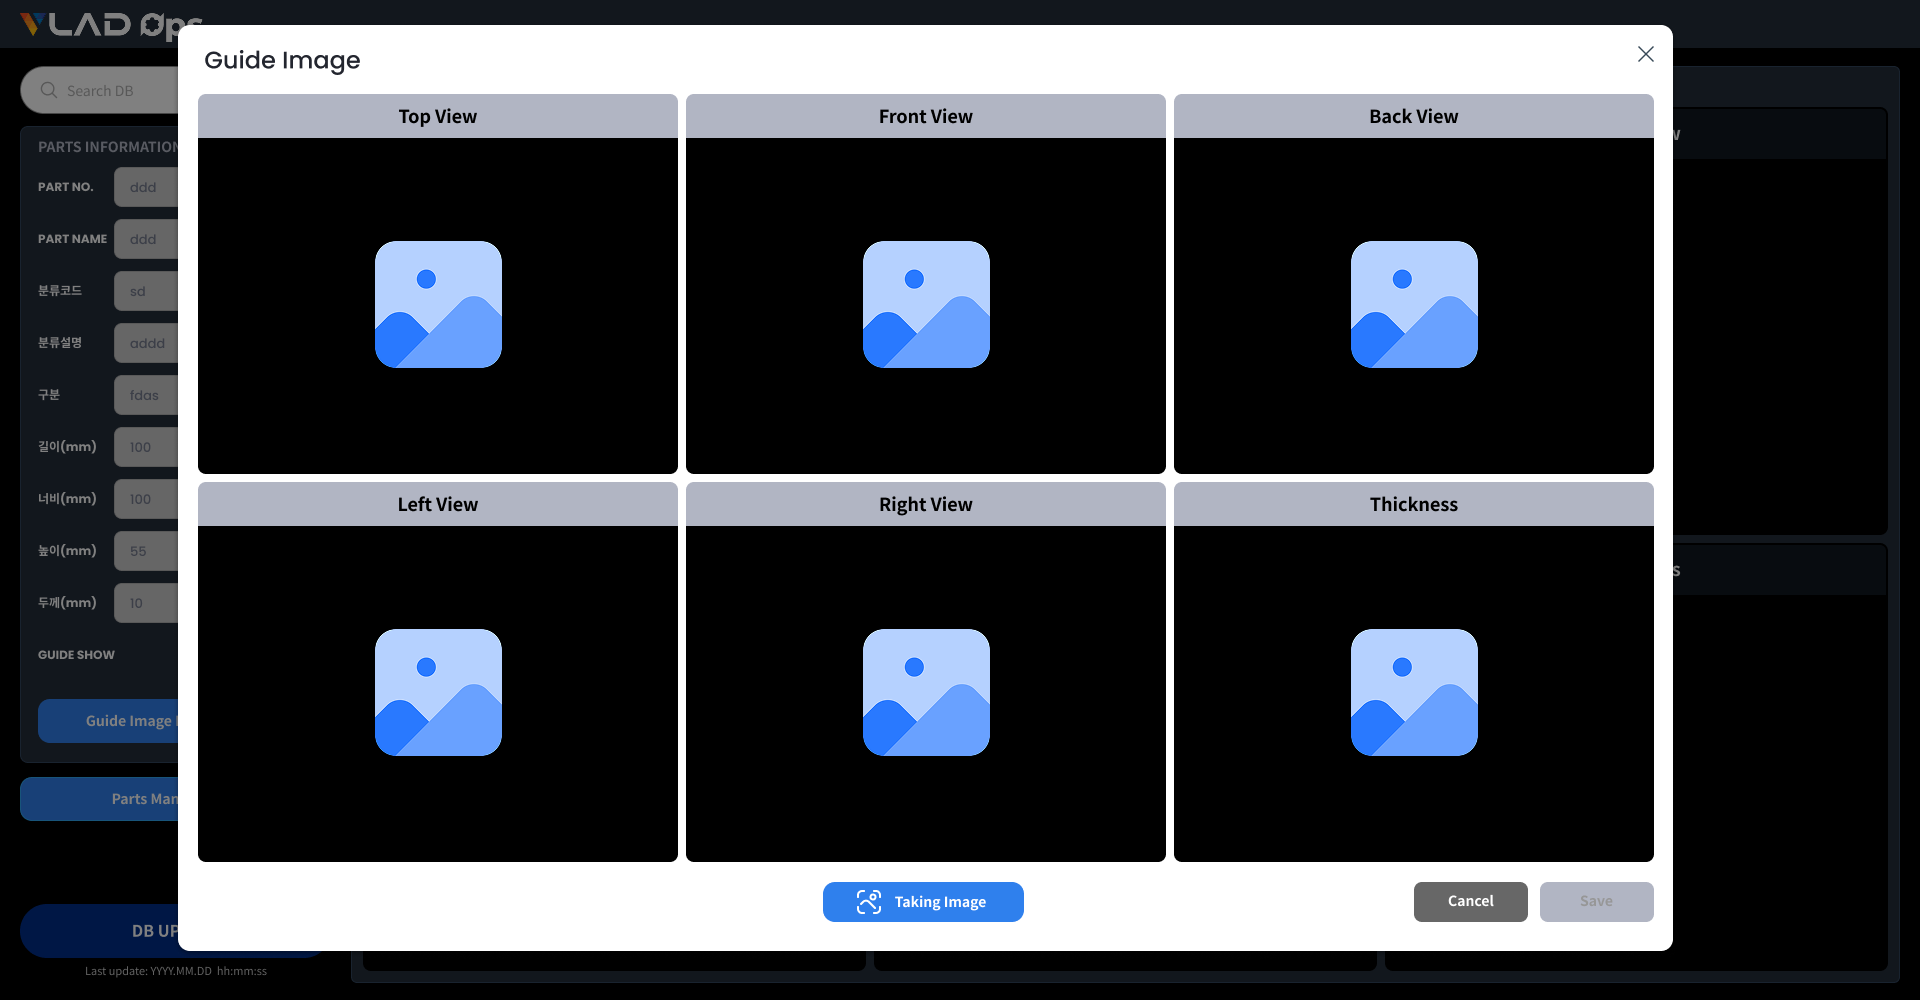 VLAD Ops
Guide Image
Search DB
PARTS INFORMATION
PART NO. ddd
PART NAME ddd
분류코드 sd
분류설명 addd
구분 fdas
길이(mm) 100
너비(mm) 100
높이(mm) 55
두께(mm) 10
GUIDE SHOW
Guide Image
Parts Man
DB UP
Last update: YYYY.MM.DD hh:mm:ss
Top View
Front View
Back View
Left View
Right View
Thickness
Taking Image
Cancel
Save